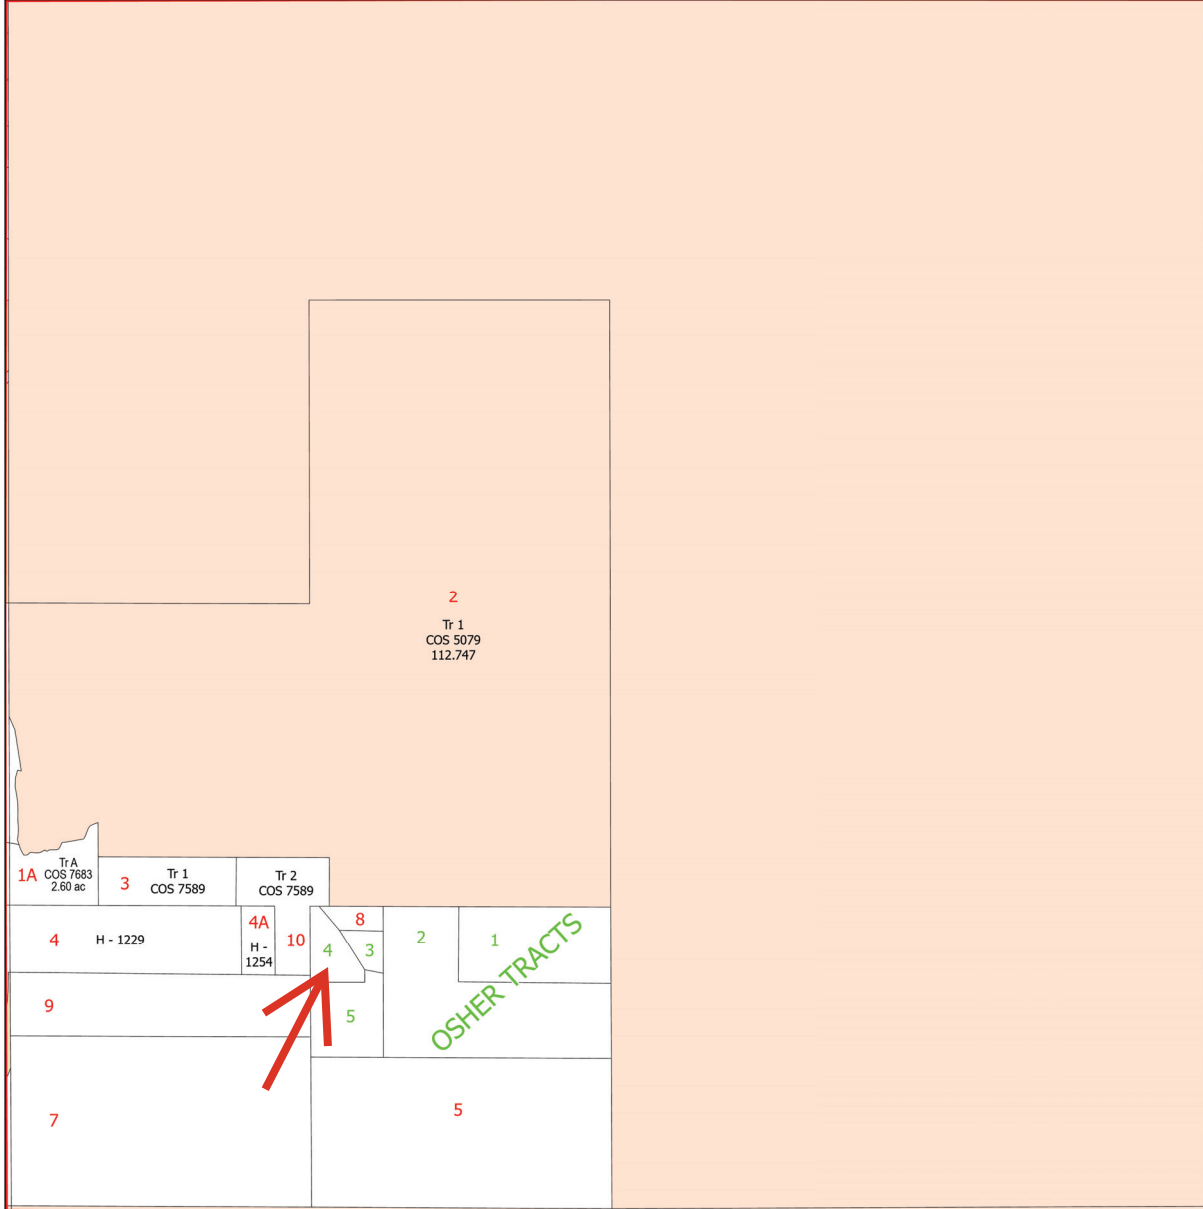 2
Tr 1
COS 5079
112.747
1A
Tr A
COS 7683
2.60 ac
3
Tr 1
COS 7589
Tr 2
COS 7589
4
H - 1229
4A
H -
1254
10
8
4
3
2
1
OSHER TRACTS
9
5
7
5